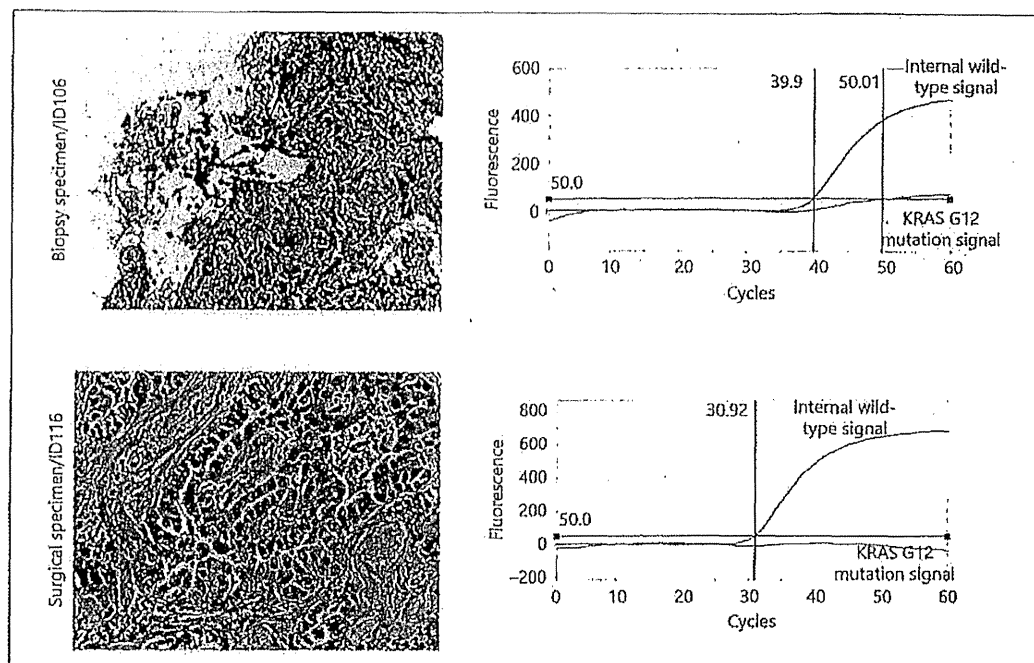 Biopsy specimen/ID106
Fluorescence
600
400
200
0
50.0
39.9
50.01
Internal wild-
type signal
KRAS G12
mutation signal
0
10
20
30
40
50
60
Cycles
Surgical specimen/ID116
Fluorescence
800
600
400
200
0
-200
50.0
30.92
Internal wild-
type signal
KRAS G12
mutation signal
0
10
20
30
40
50
60
Cycles